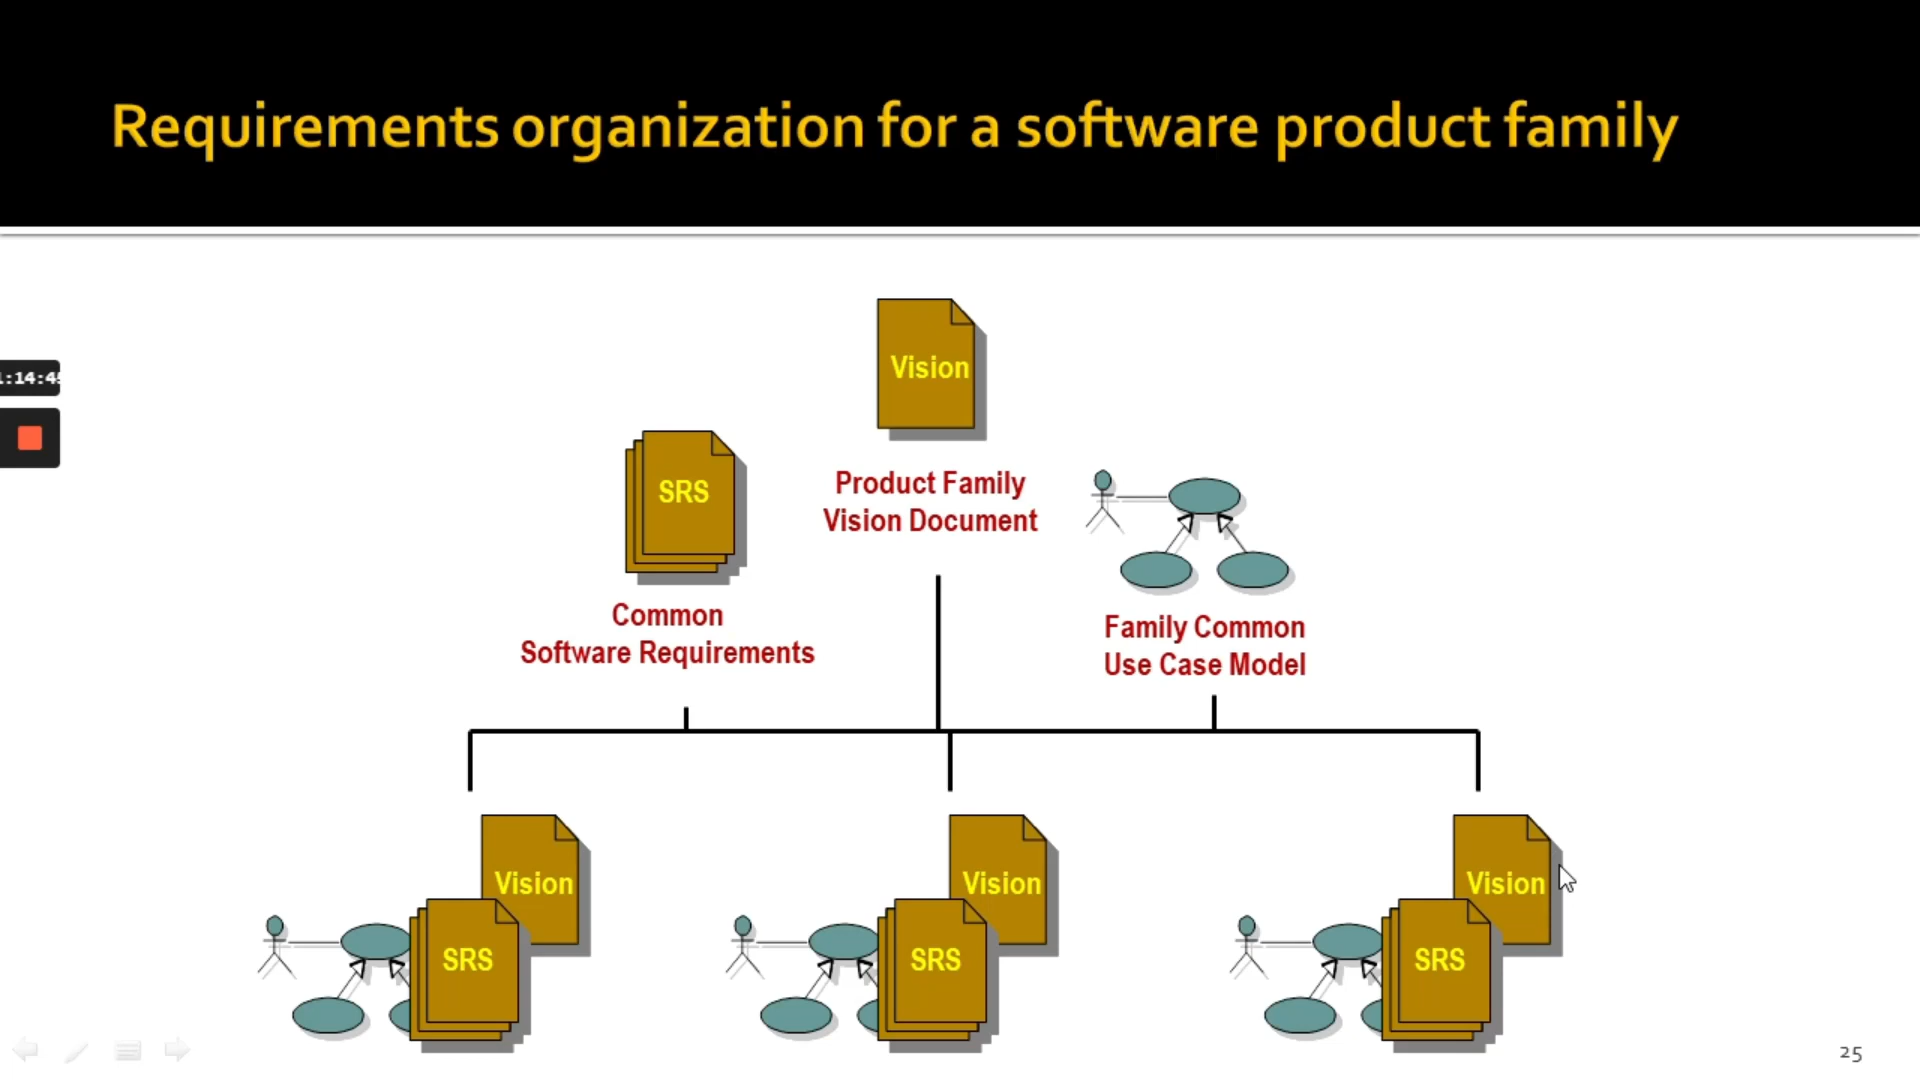 Requirements organization for a software product family
Vision
SRS
Product Family
Vision Document
Common
Software Requirements
Family Common
Use Case Model
Vision
SRS
Vision
SRS
Vision
SRS
25